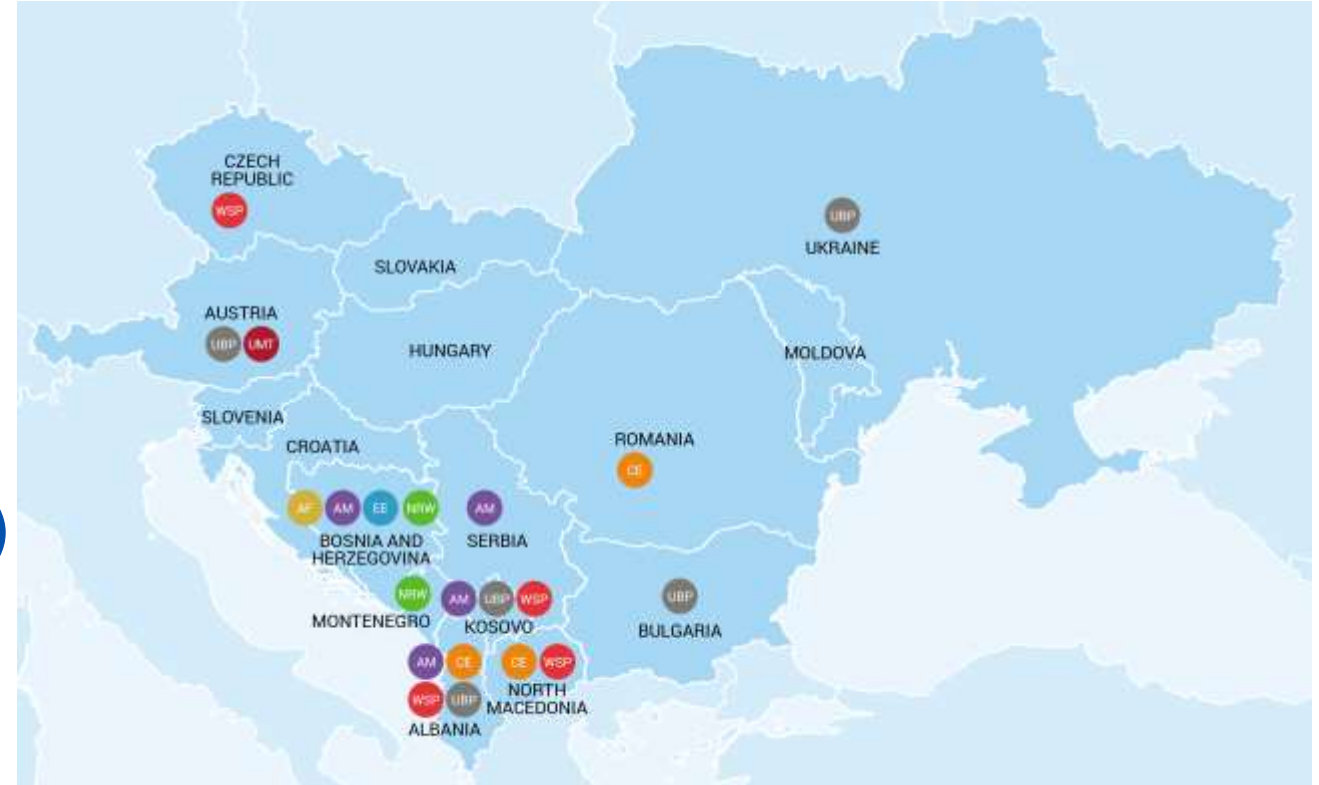 CZECH
REPUBLIC
WSP
UBP
UKRAINE
SLOVAKIA
AUSTRIA
UBP UMT
HUNGARY
MOLDOVA
SLOVENIA
CROATIA
ROMANIA
CE
AF AM EE NRW
BOSNIA AND
HERZEGOVINA
AM
SERBIA
NRW
MONTENEGRO
AM UBP WSP
KOSOVO
UBP
BULGARIA
AM CE
WSP UBP
ALBANIA
CE WSP
NORTH
MACEDONIA